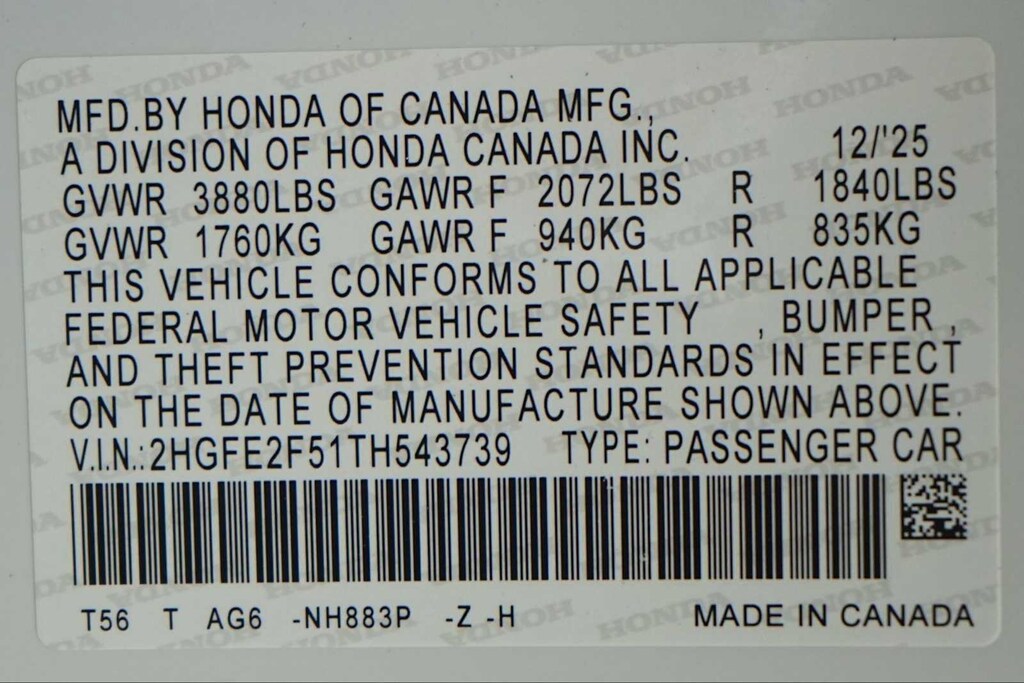 MFD.BY HONDA OF CANADA MFG.,
A DIVISION OF HONDA CANADA INC. 12/'25
GVWR 3880LBS GAWR F 2072LBS R 1840LBS
GVWR 1760KG GAWR F 940KG R 835KG
THIS VEHICLE CONFORMS TO ALL APPLICABLE
FEDERAL MOTOR VEHICLE SAFETY , BUMPER ,
AND THEFT PREVENTION STANDARDS IN EFFECT
ON THE DATE OF MANUFACTURE SHOWN ABOVE.
V.I.N.:2HGFE2F51TH543739 TYPE: PASSENGER CAR
T56 T AG6 -NH883P -Z -H MADE IN CANADA